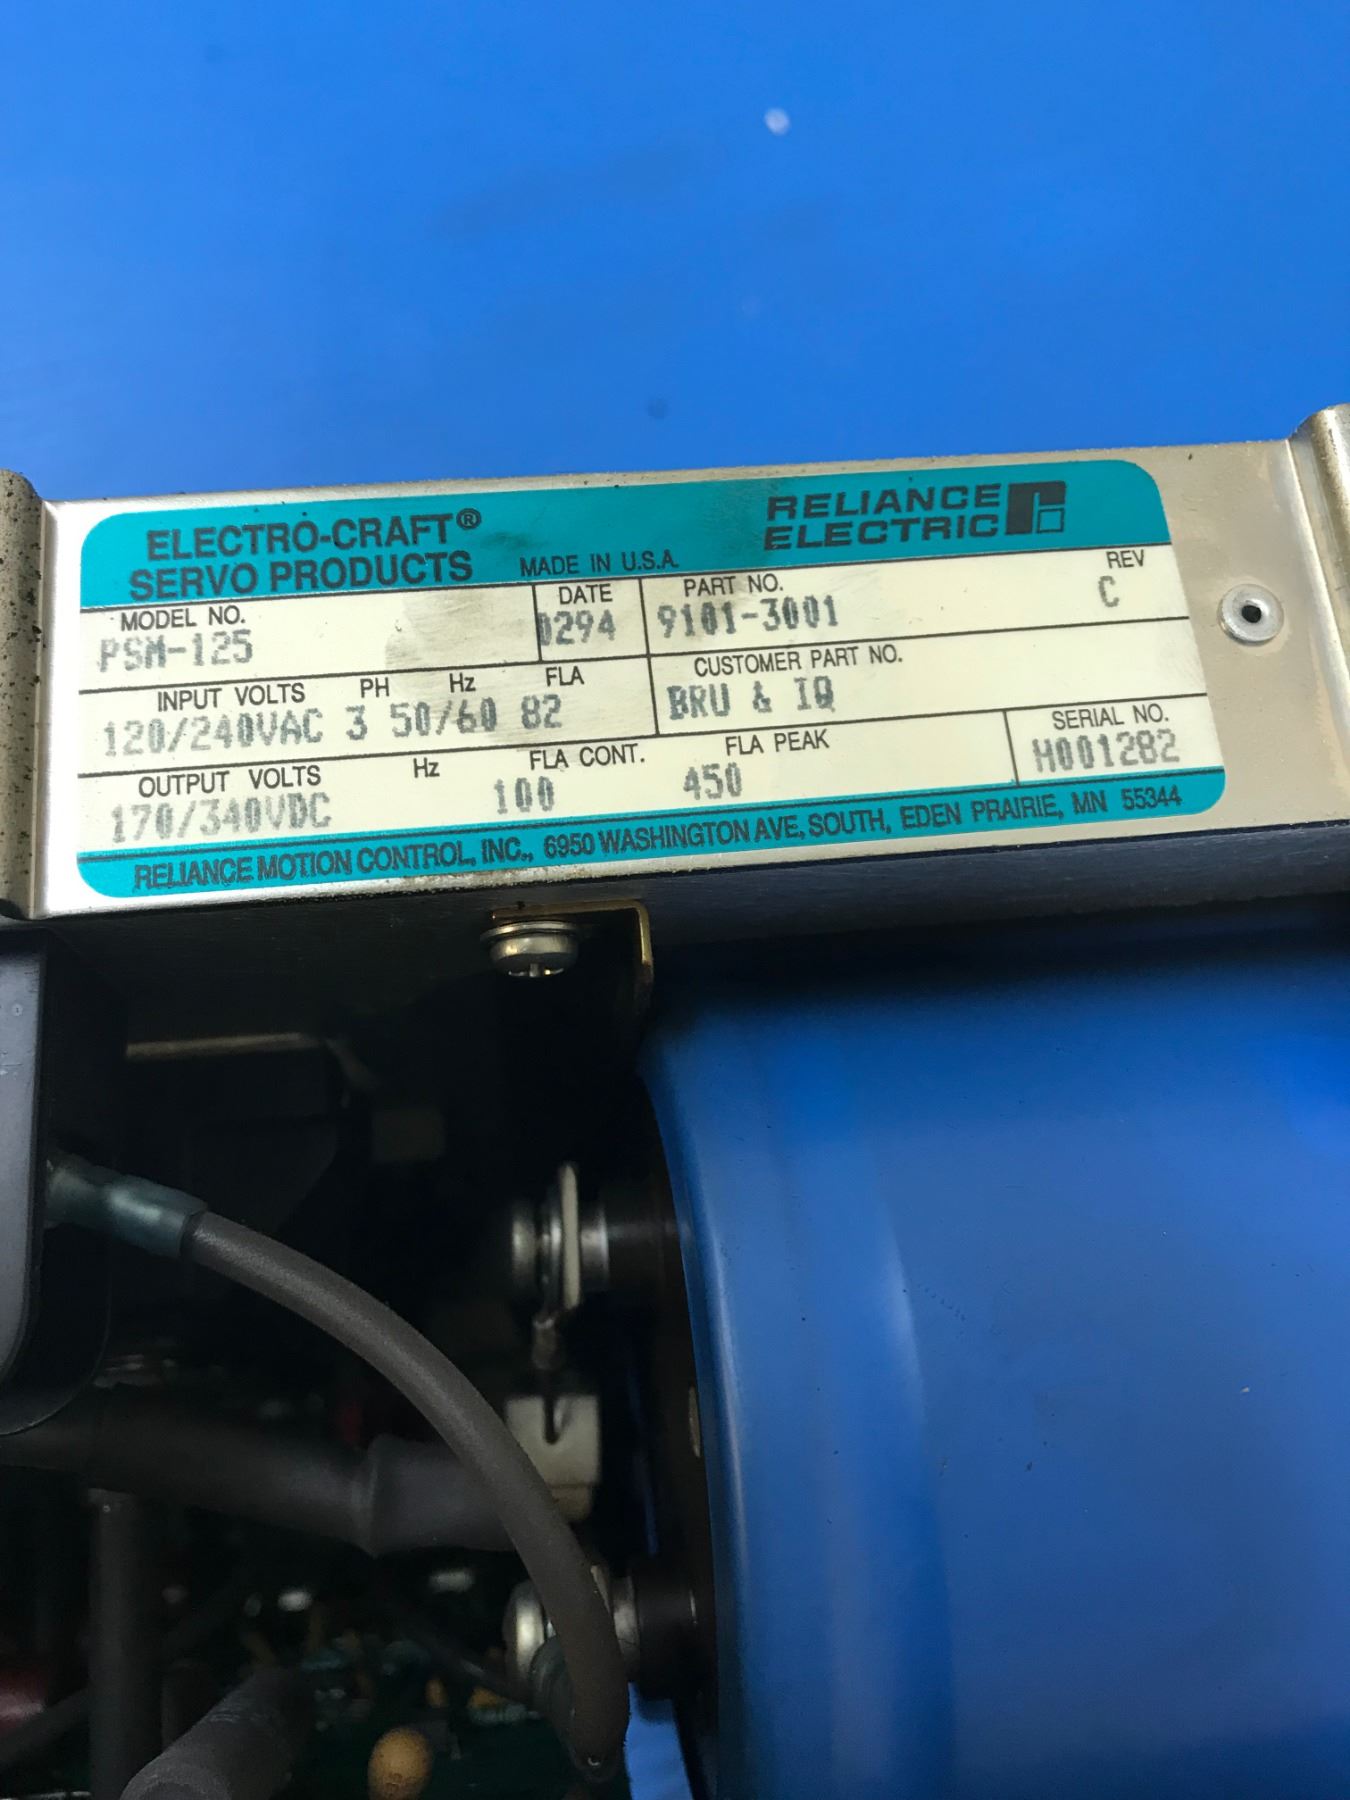 ELECTRO-CRAFT®
SERVO PRODUCTS
MADE IN U.S.A.
RELIANCE
ELECTRIC
MODEL NO.
PSM-125
DATE
0294
PART NO.
9101-3001
REV
C
INPUT VOLTS PH Hz FLA
120/240VAC 3 50/60 82
CUSTOMER PART NO.
BRU & IQ
OUTPUT VOLTS Hz FLA CONT. FLA PEAK
170/340VDC 100 450
SERIAL NO.
H001282
RELIANCE MOTION CONTROL, INC., 6950 WASHINGTON AVE, SOUTH, EDEN PRAIRIE, MN 55344